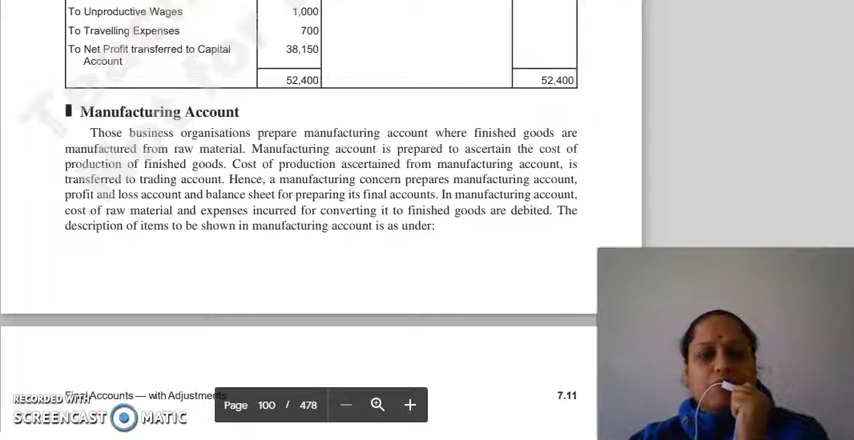 To Unproductive Wages 1,000
To Travelling Expenses 700
To Net Profit transferred to Capital 38,150
Account
52,400 52,400
Manufacturing Account
Those business organisations prepare manufacturing account where finished goods are
manufactured from raw material. Manufacturing account is prepared to ascertain the cost of
production of finished goods. Cost of production ascertained from manufacturing account, is
transferred to trading account. Hence, a manufacturing concern prepares manufacturing account,
profit and loss account and balance sheet for preparing its final accounts. In manufacturing account,
cost of raw material and expenses incurred for converting it to finished goods are debited. The
description of items to be shown in manufacturing account is as under:
Final Accounts — with Adjustments 7.11
Page 100 / 478
RECORDED WITH
SCREENCAST MATIC